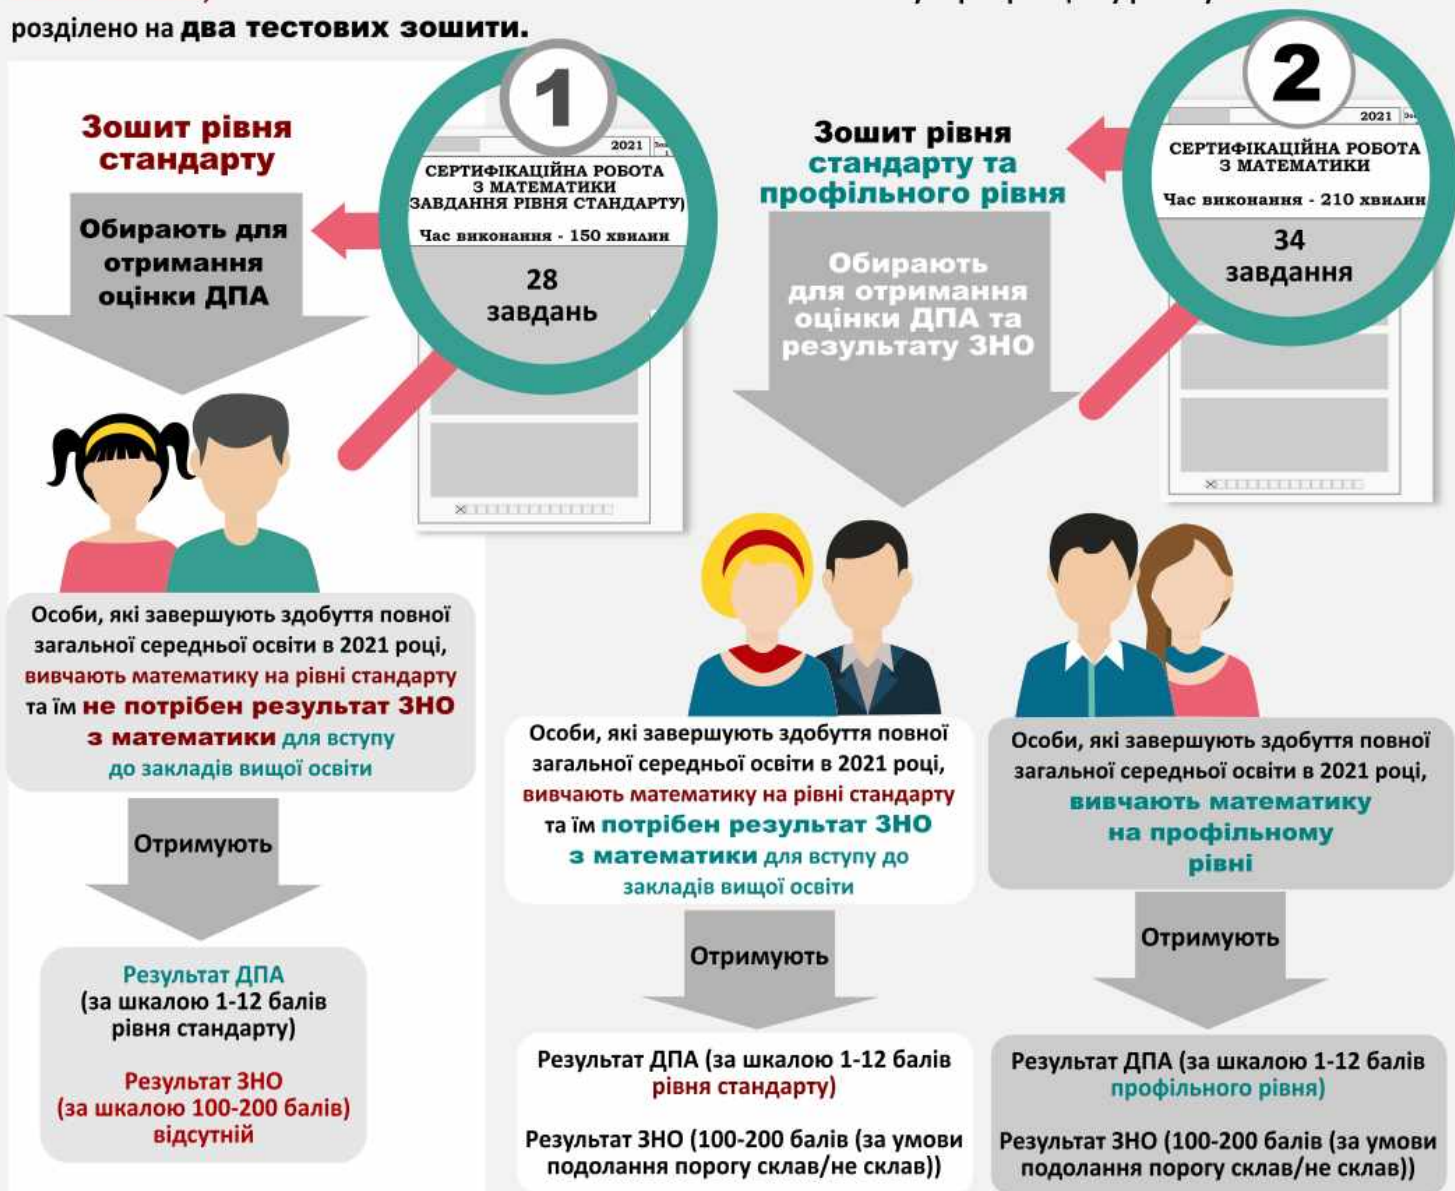 розділено на два тестових зошити.
1
Зошит рівня
стандарту
Обирають для
отримання
оцінки ДПА
2021
СЕРТИФІКАЦІЙНА РОБОТА
З МАТЕМАТИКИ
ЗАВДАННЯ РІВНЯ СТАНДАРТУ)
Час виконання - 150 хвилин
28
завдань
2
Зошит рівня
стандарту та
профільного рівня
Обирають
для отримання
оцінки ДПА та
результату ЗНО
2021
СЕРТИФІКАЦІЙНА РОБОТА
З МАТЕМАТИКИ
Час виконання - 210 хвилин
34
завдання
Особи, які завершують здобуття повної
загальної середньої освіти в 2021 році,
вивчають математику на рівні стандарту
та їм не потрібен результат ЗНО
з математики для вступу
до закладів вищої освіти
Отримують
Результат ДПА
(за шкалою 1-12 балів
рівня стандарту)
Результат ЗНО
(за шкалою 100-200 балів)
відсутній
Особи, які завершують здобуття повної
загальної середньої освіти в 2021 році,
вивчають математику на рівні стандарту
та їм потрібен результат ЗНО
з математики для вступу до
закладів вищої освіти
Отримують
Результат ДПА (за шкалою 1-12 балів
рівня стандарту)
Результат ЗНО (100-200 балів (за умови
подолання порогу склав/не склав))
Особи, які завершують здобуття повної
загальної середньої освіти в 2021 році,
вивчають математику
на профільному
рівні
Отримують
Результат ДПА (за шкалою 1-12 балів
профільного рівня)
Результат ЗНО (100-200 балів (за умови
подолання порогу склав/не склав))